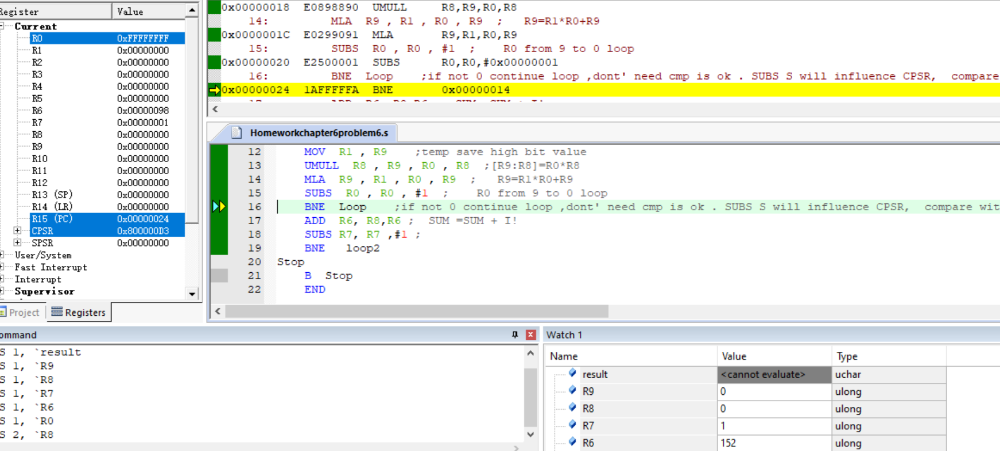 Register Value
Current
R0 0xFFFFFFFF
R1 0x00000000
R2 0x00000000
R3 0x00000000
R4 0x00000000
R5 0x00000000
R6 0x00000098
R7 0x00000001
R8 0x00000000
R9 0x00000000
R10 0x00000000
R11 0x00000000
R12 0x00000000
R13 (SP) 0x00000000
R14 (LR) 0x00000000
R15 (PC) 0x00000024
CPSR 0x800000D3
SPSR 0x00000000
User/System
Fast Interrupt
Interrupt
Supervisor
Project Registers
0x00000018 E0898890 UMULL R8,R9,R0,R8
14: MLA R9 , R1 , R0 , R9 ; R9=R1*R0+R9
0x0000001C E0299091 MLA R9,R1,R0,R9
15: SUBS R0 , R0 , #1 ; R0 from 9 to 0 loop
0x00000020 E2500001 SUBS R0,R0,#0x00000001
16: BNE Loop ;if not 0 continue loop ,dont' need cmp is ok . SUBS S will influence CPSR, compare
0x00000024 1AFFFFFA BNE 0x00000014
Homeworkchapter6problem6.s
12 MOV R1 , R9 ;temp save high bit value
13 UMULL R8 , R9 , R0 , R8 ;[R9:R8]=R0*R8
14 MLA R9 , R1 , R0 , R9 ; R9=R1*R0+R9
15 SUBS R0 , R0 , #1 ; R0 from 9 to 0 loop
16 BNE Loop ;if not 0 continue loop ,dont' need cmp is ok . SUBS S will influence CPSR, compare wit
17 ADD R6, R8,R6 ; SUM =SUM + I!
18 SUBS R7, R7 ,#1 ;
19 BNE loop2
20 Stop
21 B Stop
22 END
ommand
S 1, `result
S 1, `R9
S 1, `R8
S 1, `R7
S 1, `R6
S 1, `R0
S 2, `R8
Watch 1
Name Value Type
result <cannot evaluate> uchar
R9 0 ulong
R8 0 ulong
R7 1 ulong
R6 152 ulong